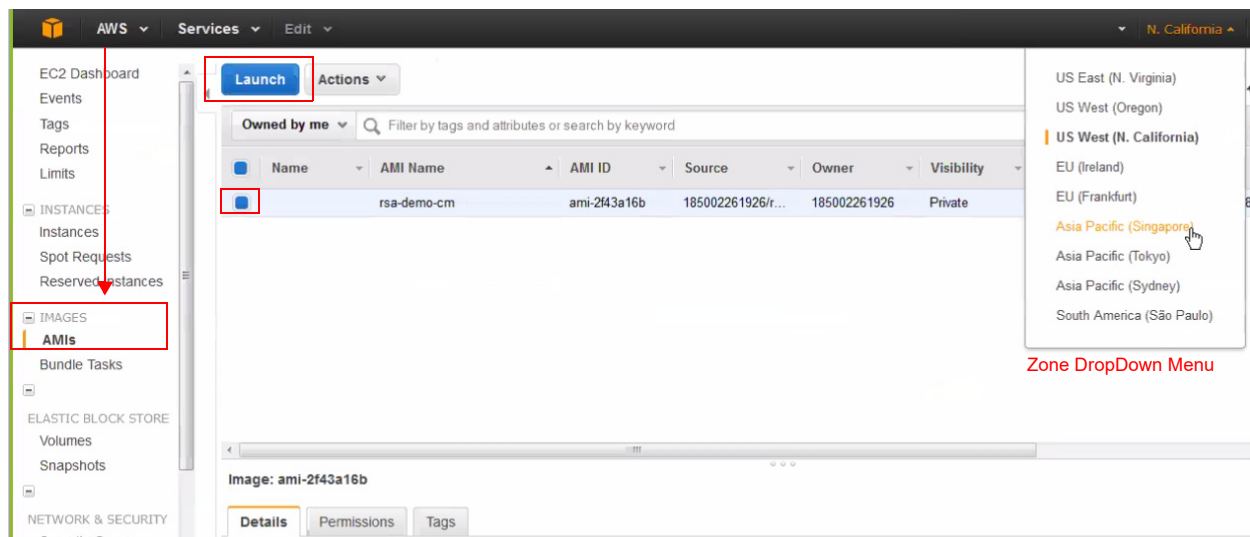 AWS Services Edit N. California
EC2 Dashboard
Events
Tags
Reports
Limits
INSTANCES
Instances
Spot Requests
Reserved Instances
IMAGES
AMIs
Bundle Tasks
ELASTIC BLOCK STORE
Volumes
Snapshots
NETWORK & SECURITY
Launch Actions
Owned by me Filter by tags and attributes or search by keyword
Name AMI Name AMI ID Source Owner Visibility
rsa-demo-cm ami-2f43a16b 185002261926/r... 185002261926 Private
US East (N. Virginia)
US West (Oregon)
US West (N. California)
EU (Ireland)
EU (Frankfurt)
Asia Pacific (Singapore)
Asia Pacific (Tokyo)
Asia Pacific (Sydney)
South America (São Paulo)
Zone DropDown Menu
Image: ami-2f43a16b
Details Permissions Tags